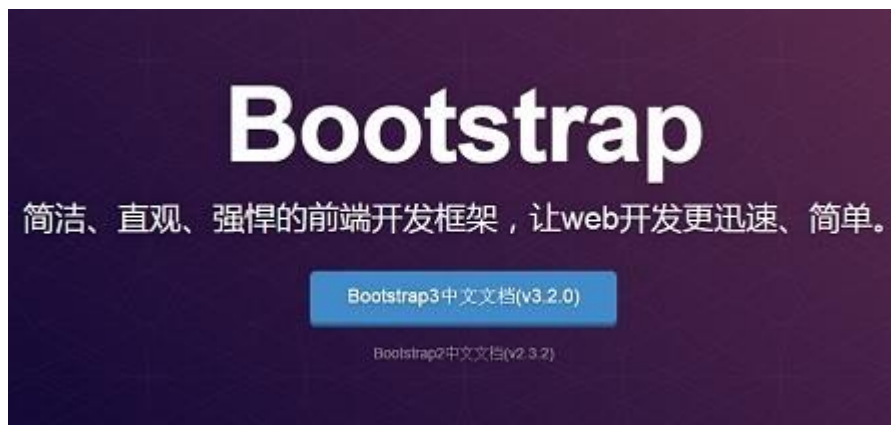 Bootstrap
简洁、直观、强悍的前端开发框架，让web开发更迅速、简单。
Bootstrap3中文文档(v3.2.0)
Bootstrap2中文文档(v2.3.2)